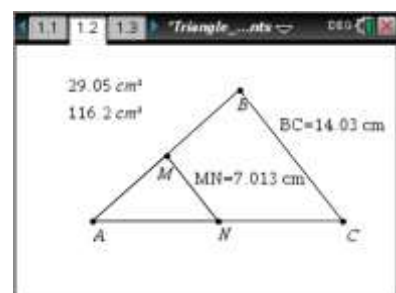 1.1 1.2 1.3 *Triangle_...nts DEG
29.05 cm²
116.2 cm²
B
BC=14.03 cm
M
MN=7.013 cm
A
N
C